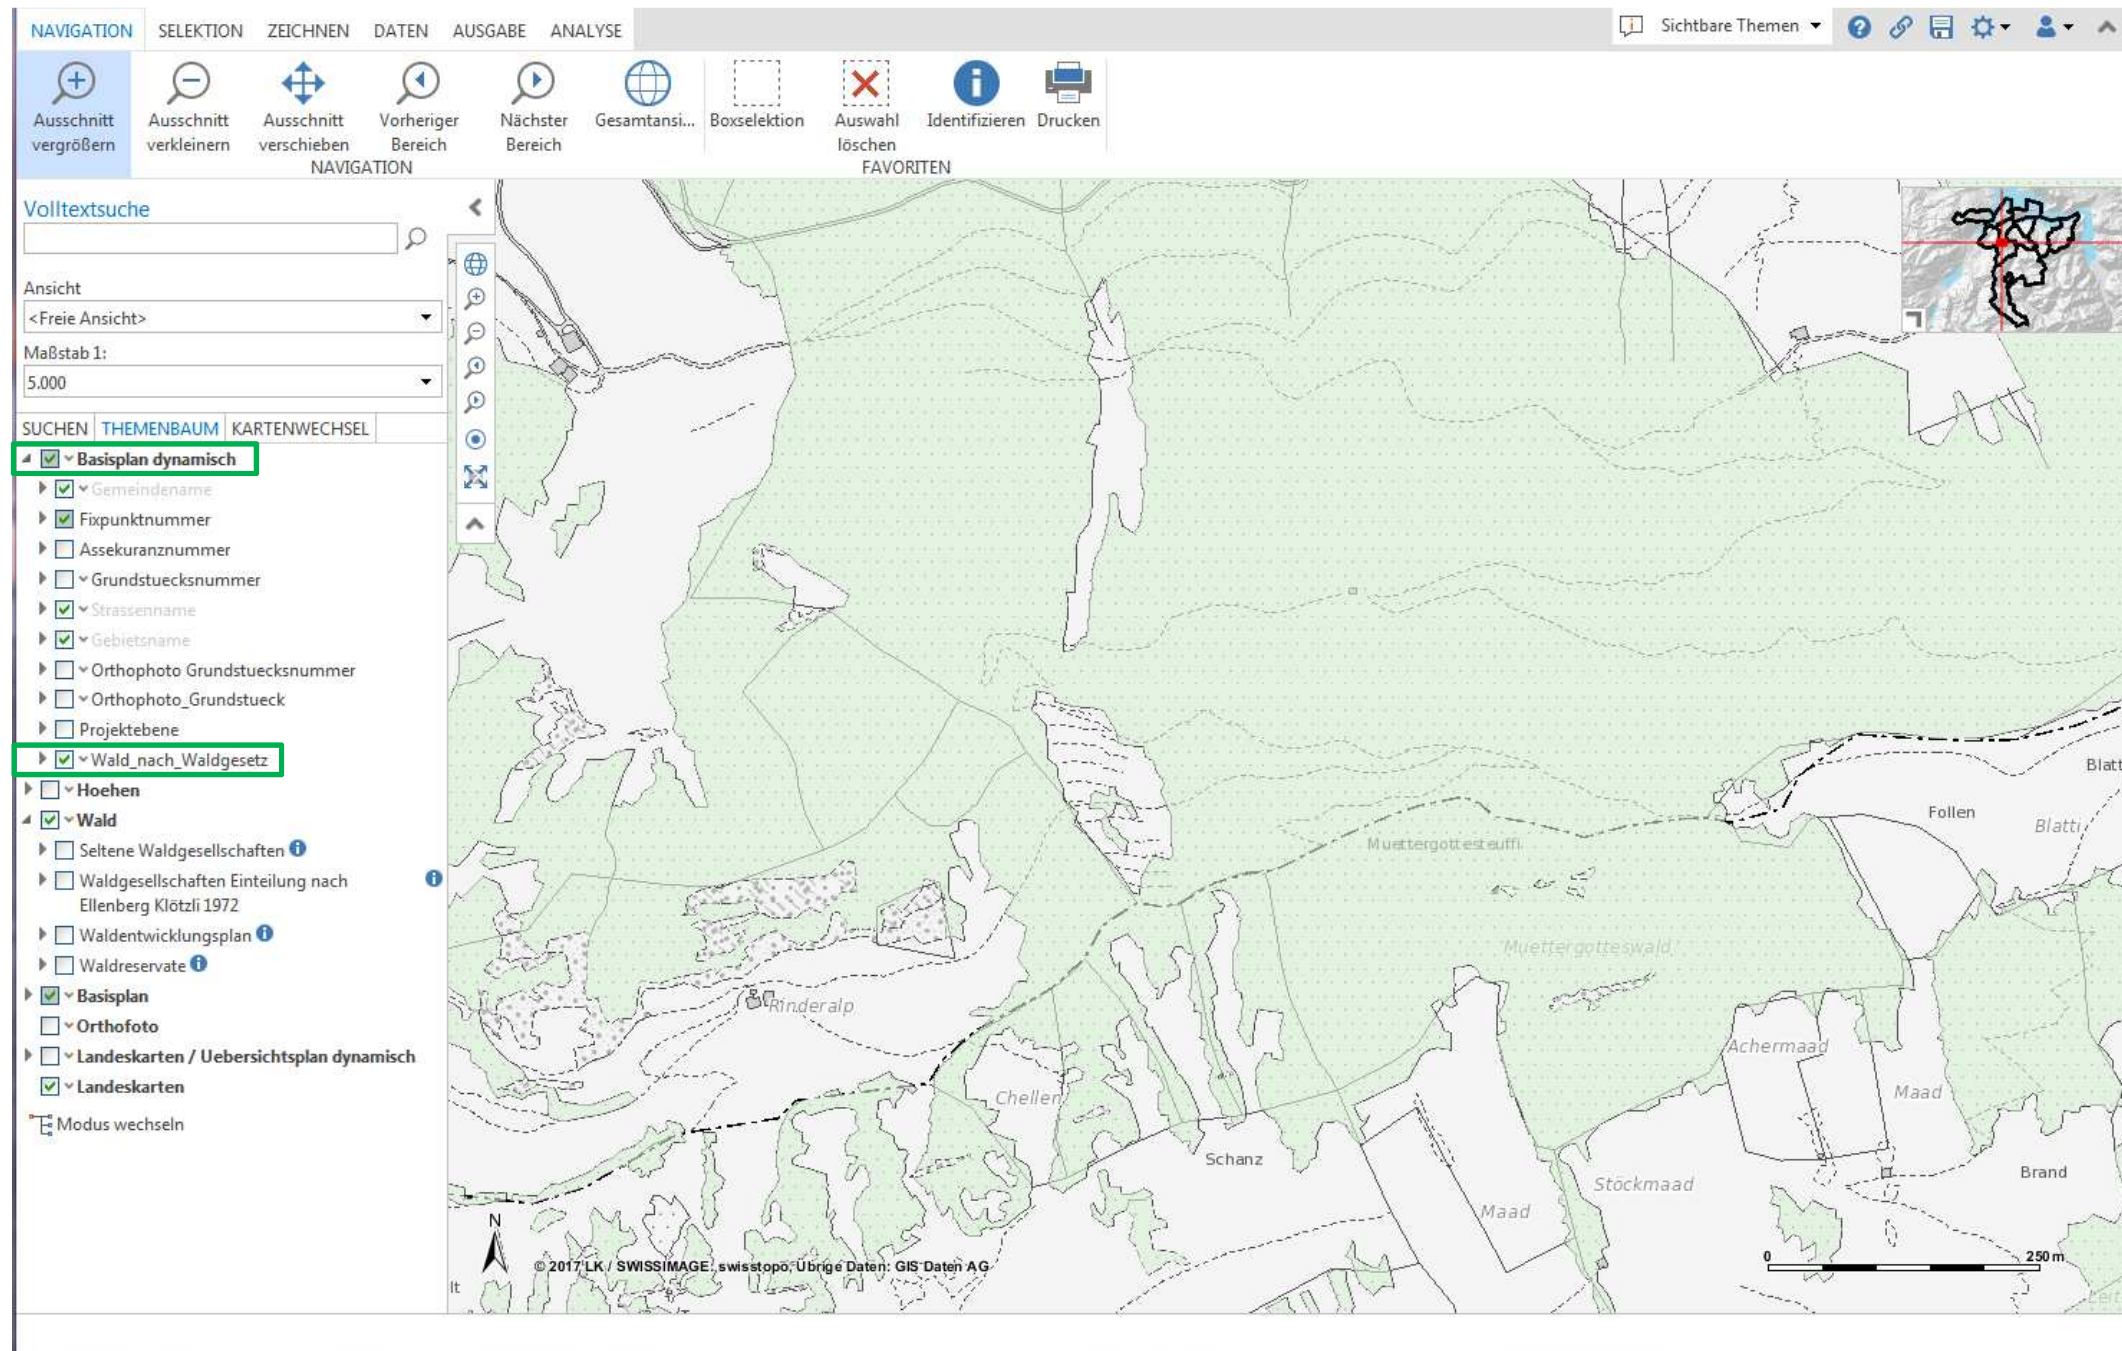 NAVIGATION SELEKTION ZEICHNEN DATEN AUSGABE ANALYSE
Sichtbare Themen
Ausschnitt vergrößern
Ausschnitt verkleinern
Ausschnitt verschieben
Vorheriger Bereich
Nächster Bereich
Gesamtansi...
Boxselektion
Auswahl löschen
Identifizieren
Drucken
NAVIGATION
FAVORITEN
Volltextsuche
Ansicht
<Freie Ansicht>
Maßstab 1:
5.000
SUCHEN THEMENBAUM KARTENWECHSEL
Basisplan dynamisch
Gemeindename
Fixpunktnummer
Assekuranznummer
Grundstuecksnummer
Strassenname
Gebietsname
Orthophoto Grundstuecksnummer
Orthophoto_Grundstueck
Projektebene
Wald_nach_Waldgesetz
Hoehen
Wald
Seltene Waldgesellschaften
Waldgesellschaften Einteilung nach
Ellenberg Klötzli 1972
Waldentwicklungsplan
Waldreservate
Basisplan
Orthofoto
Landeskarten / Uebersichtsplan dynamisch
Landeskarten
Modus wechseln
Blatt
Follen
Blatti
Muettergottesteuffi
Muettergotteswald
Rinderalp
Achermaad
Maad
Chellen
Schanz
Stöckmaad
Brand
Maad
N
0
250 m
© 2017 LK / SWISSIMAGE: swisstopo, Übrige Daten: GIS Daten AG
lt